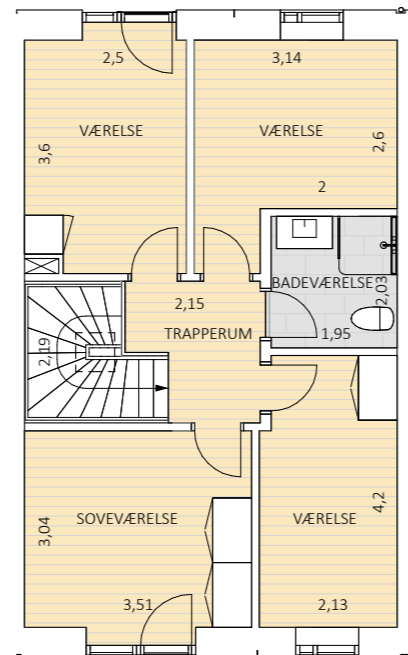 2,5
3,14
VÆRELSE
VÆRELSE
3,6
2,6
2
BADEVÆRELSE
2,03
2,15
TRAPPERUM
1,95
2,19
SOVEVÆRELSE
VÆRELSE
3,04
4,2
3,51
2,13